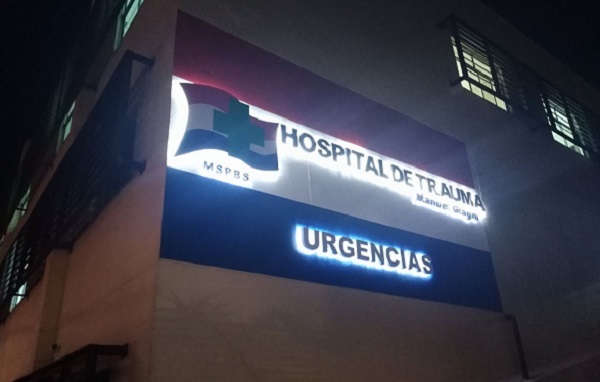 MSPBS
HOSPITAL DE TRAUMA
Manuel Giagni
URGENCIAS